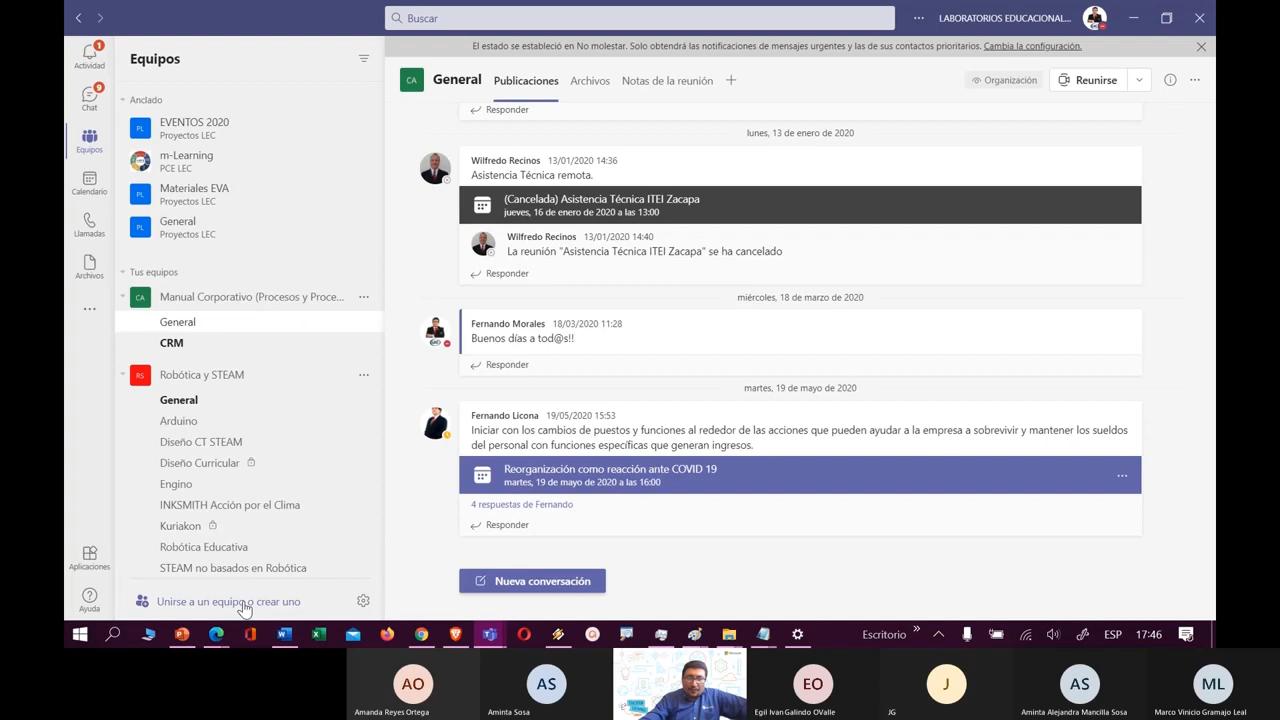 Buscar
LABORATORIOS EDUCACIONAL...
El estado se estableció en No molestar. Solo obtendrá las notificaciones de mensajes urgentes y las de sus contactos prioritarios. Cambia la configuración.
1
Actividad
9
Chat
Equipos
Calendario
Llamadas
Archivos
Aplicaciones
Ayuda
Equipos
Anclado
PL
EVENTOS 2020
Proyectos LEC
m-Learning
PCE LEC
PL
Materiales EVA
Proyectos LEC
PL
General
Proyectos LEC
Tus equipos
CA
Manual Corporativo (Procesos y Proce...
General
CRM
RS
Robótica y STEAM
General
Arduino
Diseño CT STEAM
Diseño Curricular
Engino
INKSMITH Acción por el Clima
Kuriakon
Robótica Educativa
STEAM no basados en Robótica
Unirse a un equipo o crear uno
CA
General
Publicaciones
Archivos
Notas de la reunión
Organización
Reunirse
Responder
lunes, 13 de enero de 2020
Wilfredo Recinos 13/01/2020 14:36
Asistencia Técnica remota.
(Cancelada) Asistencia Técnica ITEI Zacapa
jueves, 16 de enero de 2020 a las 13:00
Wilfredo Recinos 13/01/2020 14:40
La reunión "Asistencia Técnica ITEI Zacapa" se ha cancelado
Responder
miércoles, 18 de marzo de 2020
Fernando Morales 18/03/2020 11:28
Buenos días a tod@s!!
Responder
martes, 19 de mayo de 2020
Fernando Licona 19/05/2020 15:53
Iniciar con los cambios de puestos y funciones al rededor de las acciones que pueden ayudar a la empresa a sobrevivir y mantener los sueldos
del personal con funciones específicas que generan ingresos.
Reorganización como reacción ante COVID 19
martes, 19 de mayo de 2020 a las 16:00
4 respuestas de Fernando
Responder
Nueva conversación
Escritorio
ESP
17:46
AO
Amanda Reyes Ortega
AS
Aminta Sosa
EO
Egil Ivan Galindo OValle
J
JG
AS
Aminta Alejandra Mancilla Sosa
ML
Marco Vinicio Gramajo Leal